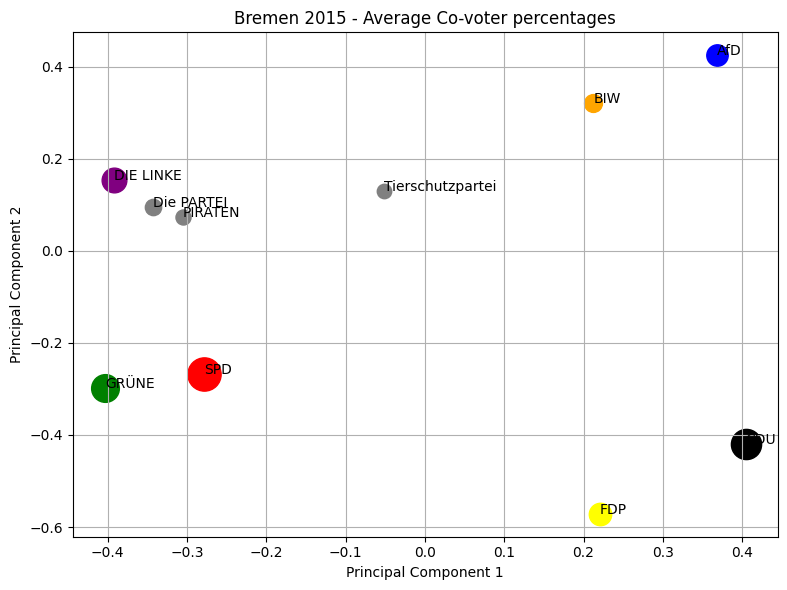 Bremen 2015 - Average Co-voter percentages
Principal Component 2
0.4
0.2
0.0
−0.2
−0.4
−0.6
AfD
BIW
DIE LINKE
Tierschutzpartei
Die PARTEI
PIRATEN
SPD
GRÜNE
CDU
FDP
−0.4
−0.3
−0.2
−0.1
0.0
0.1
0.2
0.3
0.4
Principal Component 1